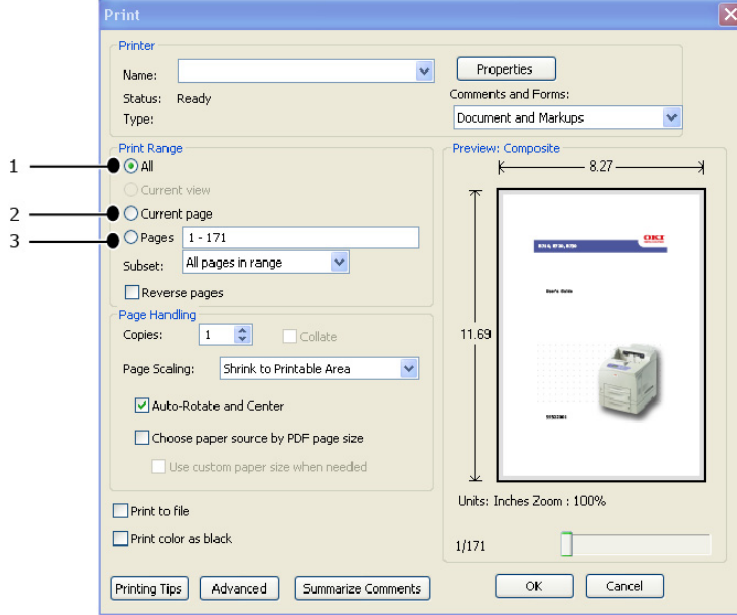 Print
Printer
Name:
Properties
Status: Ready
Comments and Forms:
Type:
Document and Markups
Print Range
Preview: Composite
1
All
8.27
Current view
2
Current page
3
Pages 1 - 171
Subset: All pages in range
Reverse pages
OKI
User's Guide
Page Handling
Copies: 1 Collate
11.69
Page Scaling: Shrink to Printable Area
Auto-Rotate and Center
Choose paper source by PDF page size
Use custom paper size when needed
Units: Inches Zoom : 100%
Print to file
Print color as black
1/171
Printing Tips Advanced Summarize Comments OK Cancel